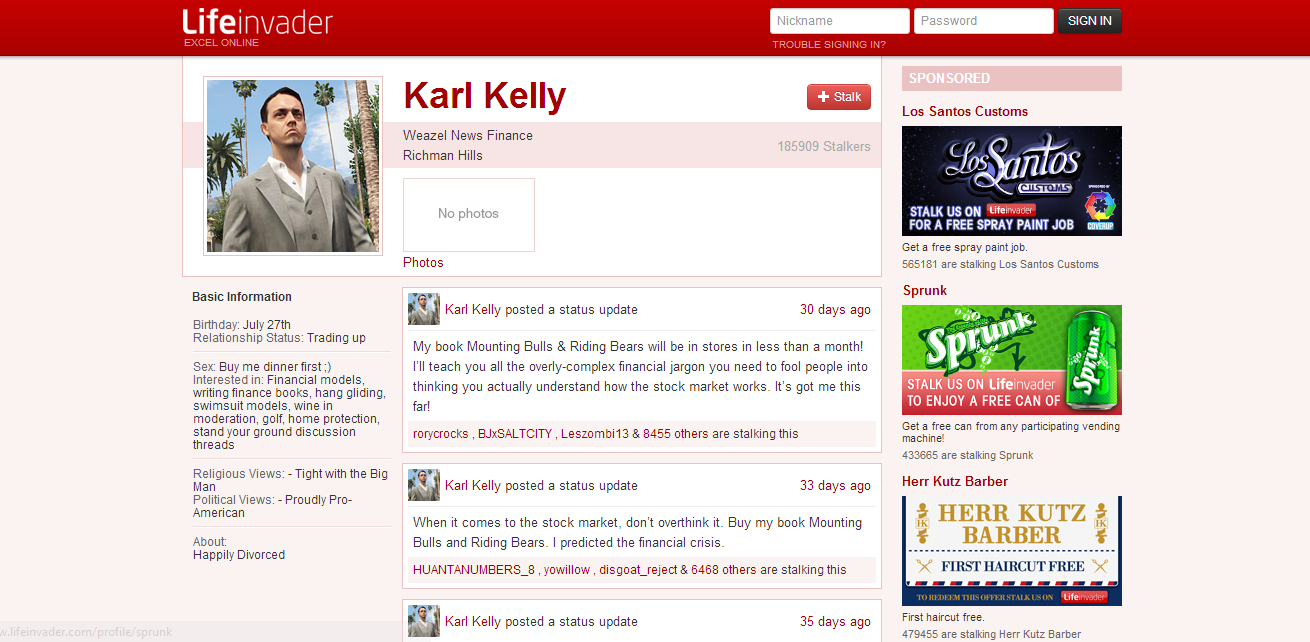 Lifeinvader
EXCEL ONLINE
Nickname
Password
SIGN IN
TROUBLE SIGNING IN?
Karl Kelly
+ Stalk
Weazel News Finance
Richman Hills
185909 Stalkers
No photos
Photos
Basic Information
Birthday: July 27th
Relationship Status: Trading up
Sex: Buy me dinner first ;)
Interested in: Financial models,
writing finance books, hang gliding,
swimsuit models, wine in
moderation, golf, home protection,
stand your ground discussion
threads
Religious Views: - Tight with the Big
Man
Political Views: - Proudly Pro-
American
About:
Happily Divorced
Karl Kelly posted a status update
30 days ago
My book Mounting Bulls & Riding Bears will be in stores in less than a month!
I'll teach you all the overly-complex financial jargon you need to fool people into
thinking you actually understand how the stock market works. It's got me this
far!
rorycrocks , BJxSALTCITY , Leszombi13 & 8455 others are stalking this
Karl Kelly posted a status update
33 days ago
When it comes to the stock market, don't overthink it. Buy my book Mounting
Bulls and Riding Bears. I predicted the financial crisis.
HUANTANUMBERS_8 , yowillow , disgoat_reject & 6468 others are stalking this
Karl Kelly posted a status update
35 days ago
SPONSORED
Los Santos Customs
Los Santos
CUSTOMS
SPONSORED BY
STALK US ON Lifeinvader
FOR A FREE SPRAY PAINT JOB
COVERUP
Get a free spray paint job.
565181 are stalking Los Santos Customs
Sprunk
Sprunk
Sprunk
STALK US ON Lifeinvader
TO ENJOY A FREE CAN OF
Get a free can from any participating vending
machine!
433665 are stalking Sprunk
Herr Kutz Barber
HERR KUTZ
BARBER
HK
HK
FIRST HAIRCUT FREE
TO REDEEM THIS OFFER STALK US ON Lifeinvader
First haircut free.
479455 are stalking Herr Kutz Barber
w.lifeinvader.com/profile/sprunk